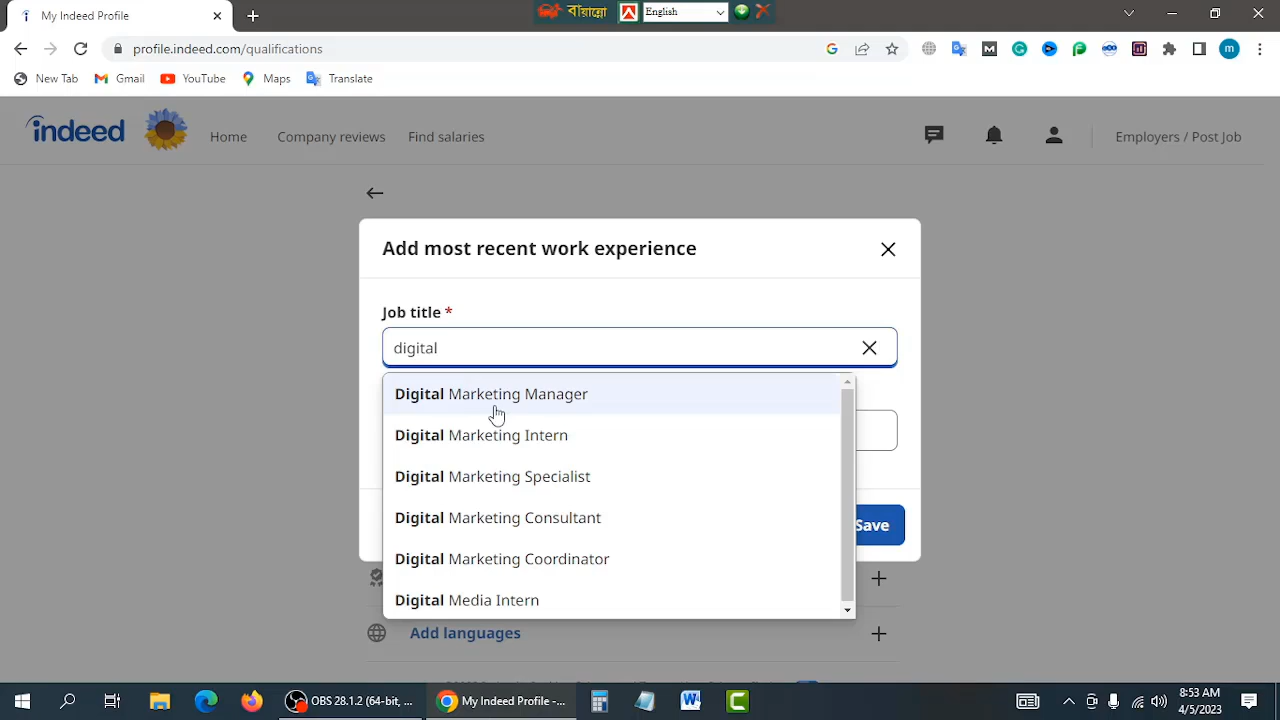 My Indeed Profile
বায়ান্নো
English
profile.indeed.com/qualifications
New Tab
Gmail
YouTube
Maps
Translate
indeed
Home
Company reviews
Find salaries
Employers / Post Job
Add most recent work experience
Job title *
digital
Digital Marketing Manager
Digital Marketing Intern
Digital Marketing Specialist
Digital Marketing Consultant
Digital Marketing Coordinator
Digital Media Intern
Save
Add languages
OBS 28.1.2 (64-bit, ...
My Indeed Profile -...
5:53 AM
4/5/2023